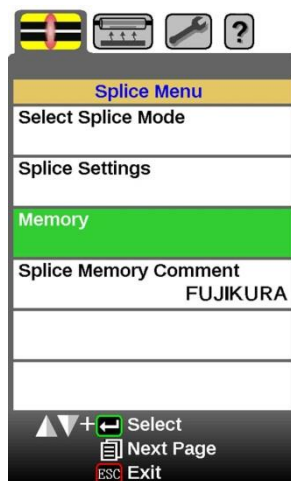 ?
Splice Menu
Select Splice Mode
Splice Settings
Memory
Splice Memory Comment
FUJIKURA
+ Select
Next Page
ESC Exit